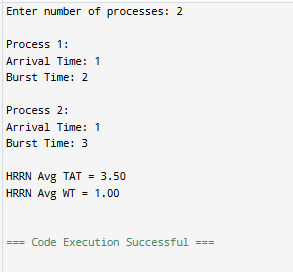 Enter number of processes: 2
Process 1:
Arrival Time: 1
Burst Time: 2
Process 2:
Arrival Time: 1
Burst Time: 3
HRRN Avg TAT = 3.50
HRRN Avg WT = 1.00
=== Code Execution Successful ===